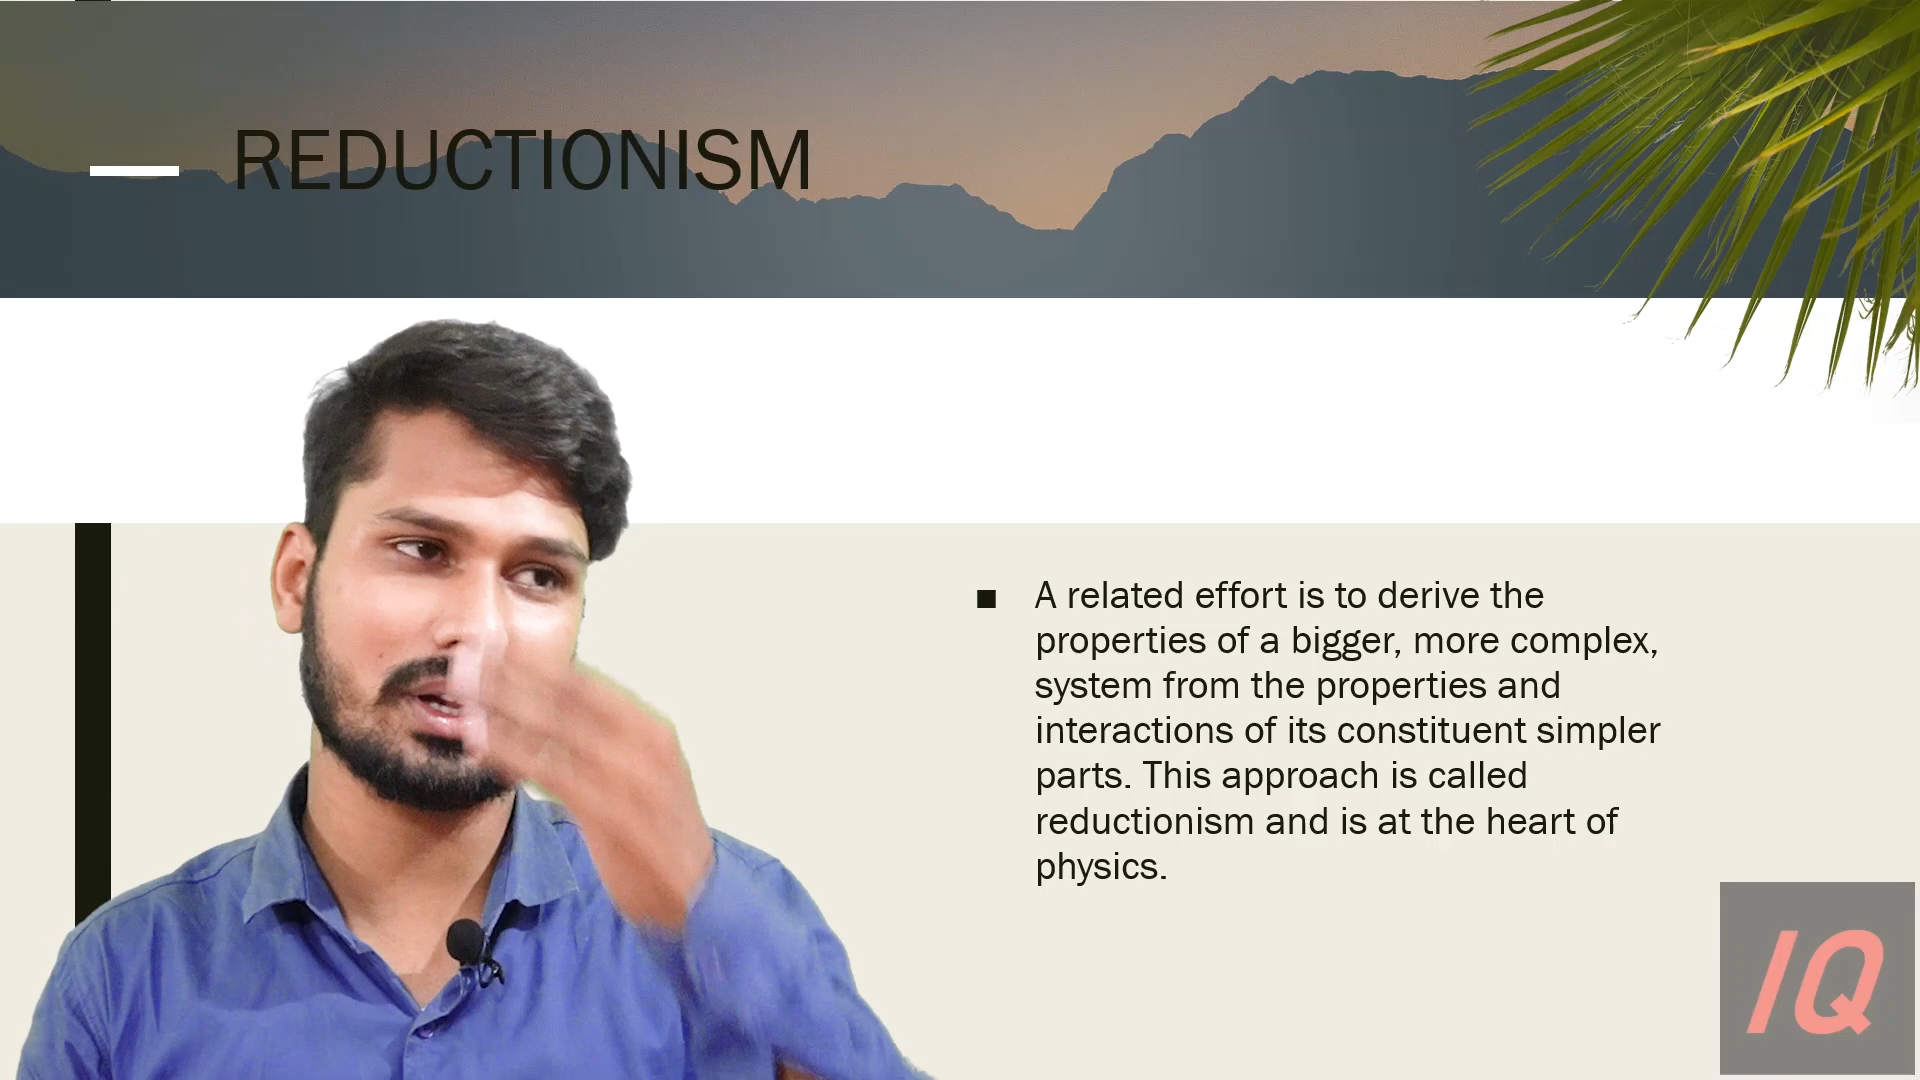 REDUCTIONISM
■ A related effort is to derive the
properties of a bigger, more complex,
system from the properties and
interactions of its constituent simpler
parts. This approach is called
reductionism and is at the heart of
physics.
IQ